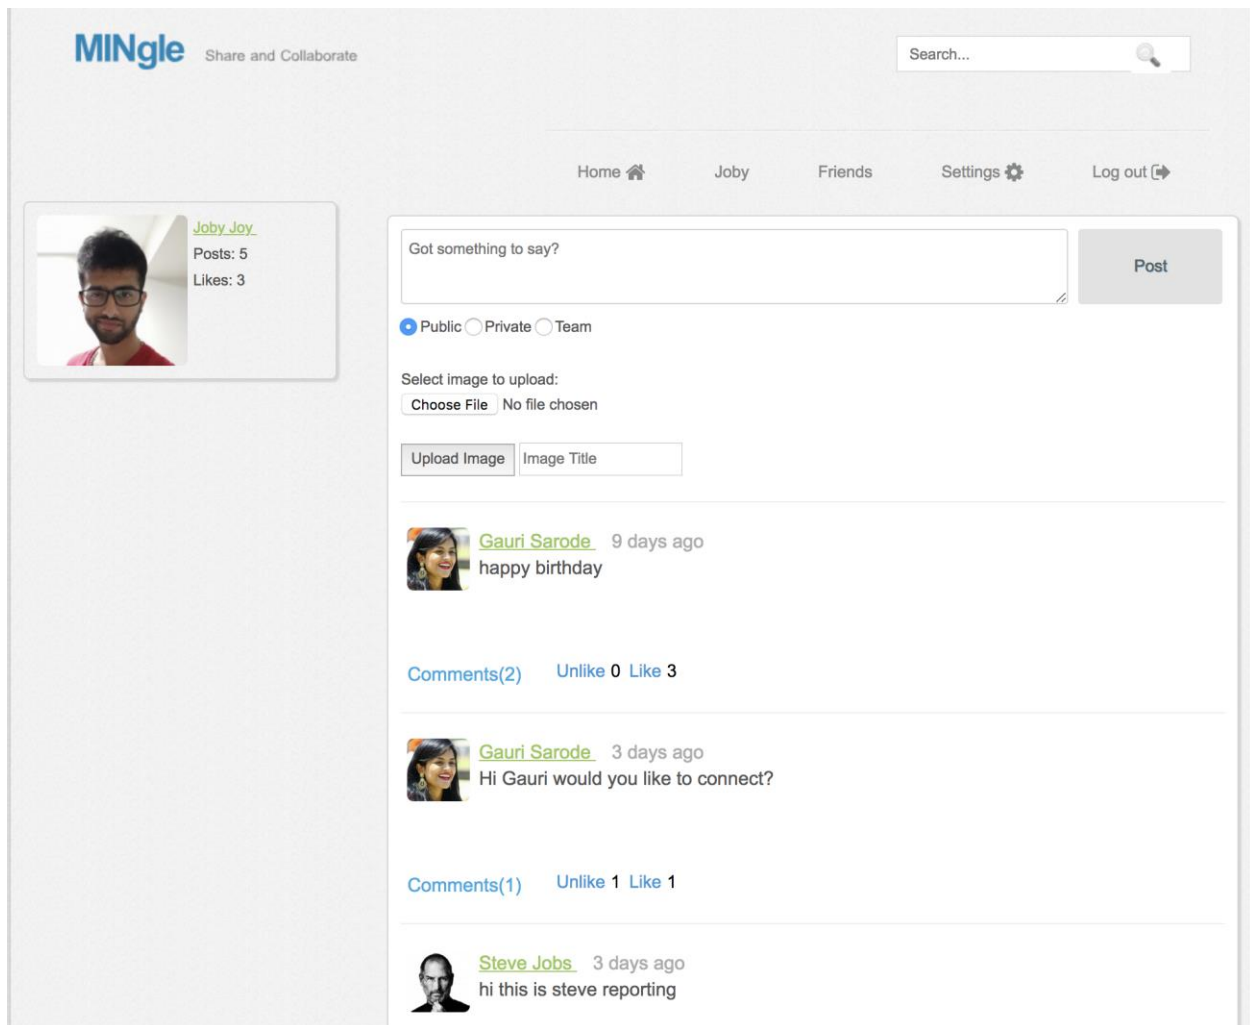 MINgle Share and Collaborate
Search...
Home Joby Friends Settings Log out
Joby Joy
Posts: 5
Likes: 3
Got something to say?
Post
Public Private Team
Select image to upload:
Choose File No file chosen
Upload Image Image Title
Gauri Sarode 9 days ago
happy birthday
Comments(2) Unlike 0 Like 3
Gauri Sarode 3 days ago
Hi Gauri would you like to connect?
Comments(1) Unlike 1 Like 1
Steve Jobs 3 days ago
hi this is steve reporting